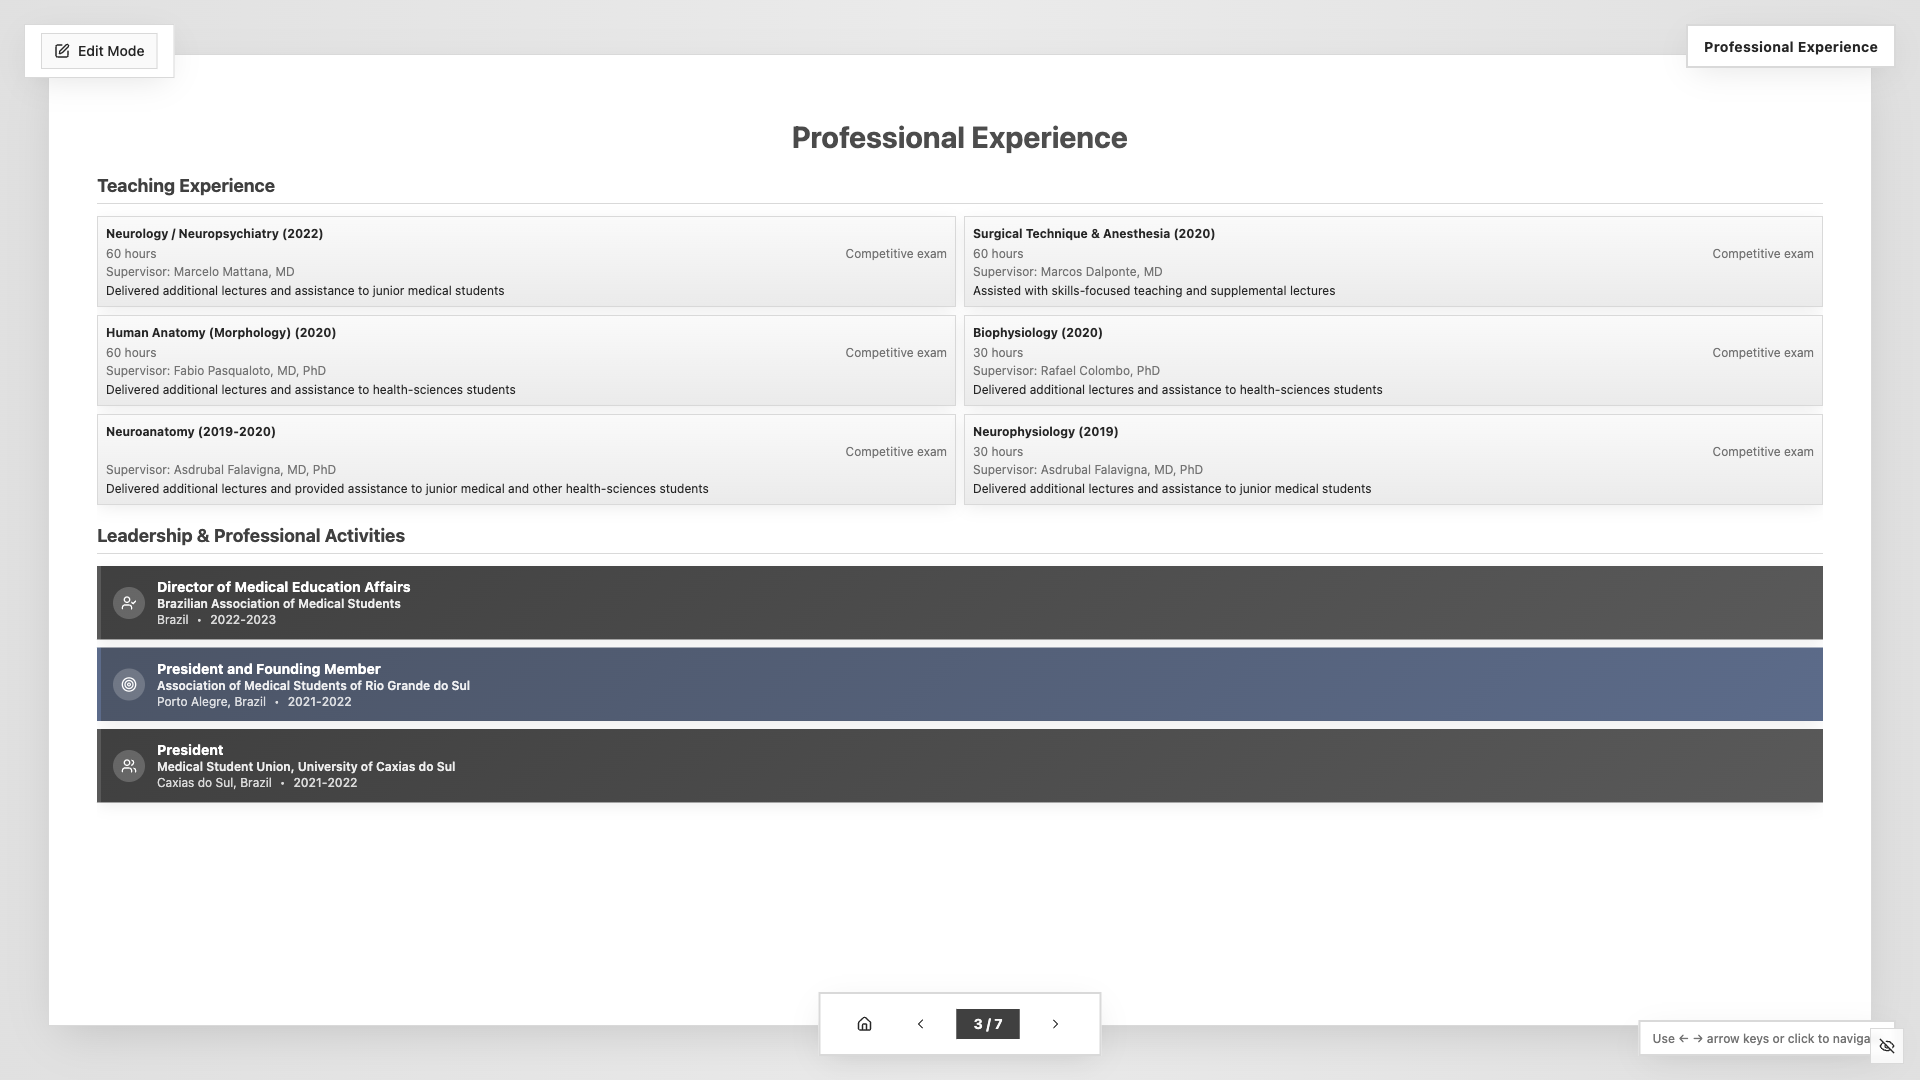 Edit Mode
Professional Experience
Professional Experience
Teaching Experience
Neurology / Neuropsychiatry (2022)
60 hours
Competitive exam
Supervisor: Marcelo Mattana, MD
Delivered additional lectures and assistance to junior medical students
Surgical Technique & Anesthesia (2020)
60 hours
Competitive exam
Supervisor: Marcos Dalponte, MD
Assisted with skills-focused teaching and supplemental lectures
Human Anatomy (Morphology) (2020)
60 hours
Competitive exam
Supervisor: Fabio Pasqualoto, MD, PhD
Delivered additional lectures and assistance to health-sciences students
Biophysiology (2020)
30 hours
Competitive exam
Supervisor: Rafael Colombo, PhD
Delivered additional lectures and assistance to health-sciences students
Neuroanatomy (2019-2020)
Competitive exam
Supervisor: Asdrubal Falavigna, MD, PhD
Delivered additional lectures and provided assistance to junior medical and other health-sciences students
Neurophysiology (2019)
30 hours
Competitive exam
Supervisor: Asdrubal Falavigna, MD, PhD
Delivered additional lectures and assistance to junior medical students
Leadership & Professional Activities
Director of Medical Education Affairs
Brazilian Association of Medical Students
Brazil • 2022-2023
President and Founding Member
Association of Medical Students of Rio Grande do Sul
Porto Alegre, Brazil • 2021-2022
President
Medical Student Union, University of Caxias do Sul
Caxias do Sul, Brazil • 2021-2022
3 / 7
Use ← → arrow keys or click to naviga